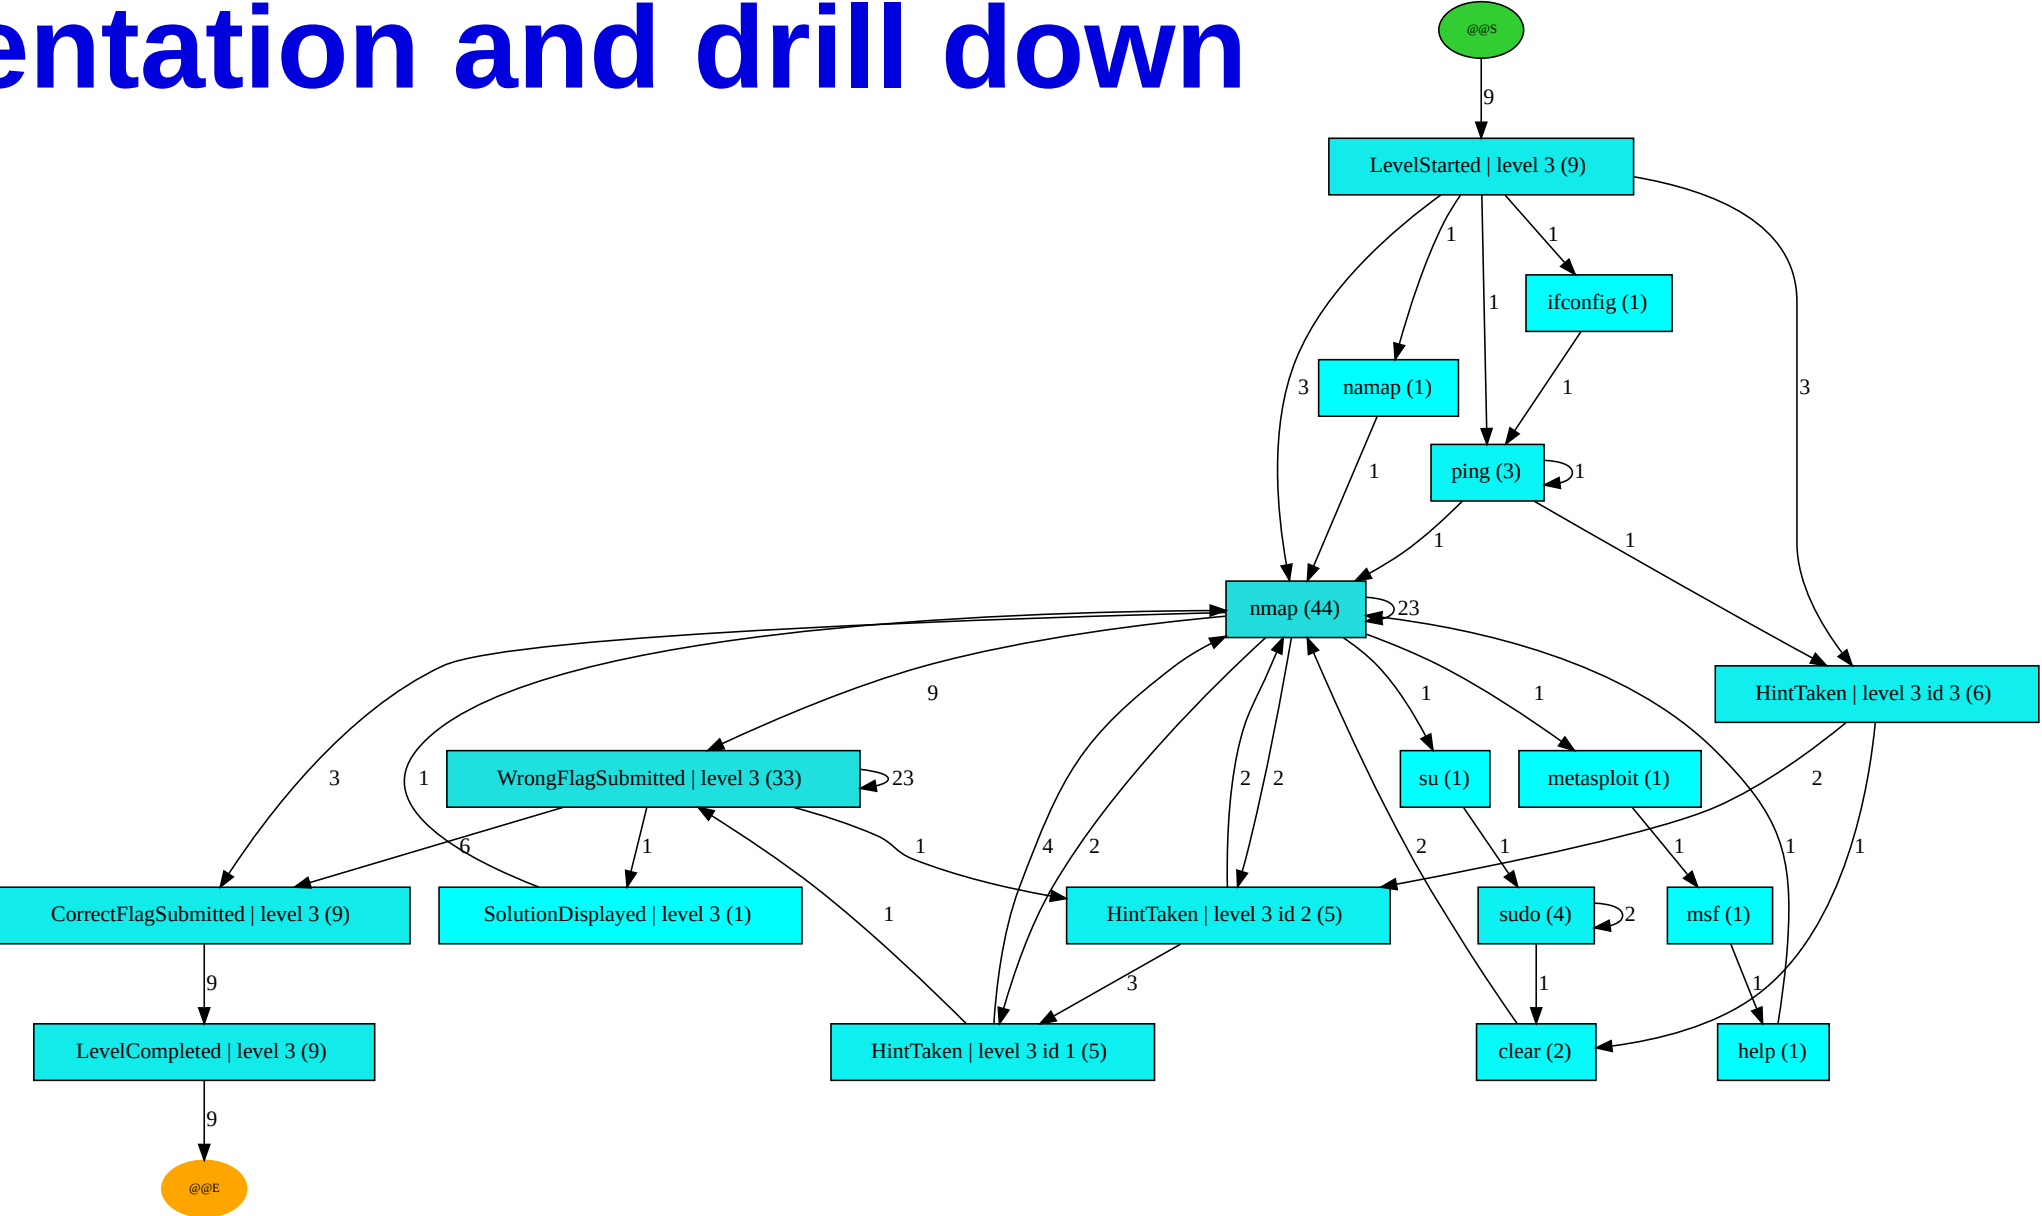 entation and drill down
@@S
9
LevelStarted | level 3 (9)
1
1
ifconfig (1)
1
3
namap (1)
1
3
1
ping (3)
1
1
1
nmap (44)
23
9
1
1
HintTaken | level 3 id 3 (6)
3
1
WrongFlagSubmitted | level 3 (33)
23
2
2
su (1)
metasploit (1)
2
6
1
1
4
2
2
1
1
1
1
CorrectFlagSubmitted | level 3 (9)
SolutionDisplayed | level 3 (1)
1
HintTaken | level 3 id 2 (5)
sudo (4)
2
msf (1)
9
3
1
1
LevelCompleted | level 3 (9)
HintTaken | level 3 id 1 (5)
clear (2)
help (1)
9
@@E